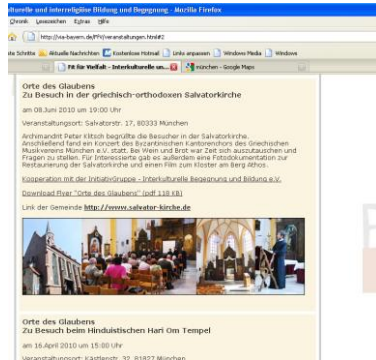 turelle und interreligiöse Bildung und Begegnung - Mozilla Firefox
Chronik Lesezeichen Extras Hilfe
http://via-bayern.de/FfV/veranstaltungen.html#2
te Schritte Aktuelle Nachrichten Kostenlose Hotmail Links anpassen Windows Media Windows
Fit für Vielfalt - Interkulturelle un... münchen - Google Maps
Orte des Glaubens
Zu Besuch in der griechisch-orthodoxen Salvatorkirche
am 08.Juni 2010 um 19:00 Uhr
Veranstaltungsort: Salvatorstr. 17, 80333 München
Archimandrit Peter Klitsch begrüßte die Besucher in der Salvatorkirche.
Anschließend fand ein Konzert des Byzantinischen Kantorenchors des Griechischen
Musikvereins München e.V. statt. Bei Wein und Brot war Zeit sich auszutauschen und
Fragen zu stellen. Für Interessierte gab es außerdem eine Fotodokumentation zur
Restaurierung der Salvatorkirche und einen Film zum Kloster am Berg Athos.
Kooperation mit der InitiativGruppe - Interkulturelle Begegnung und Bildung e.V.
Download Flyer "Orte des Glaubens" (pdf 118 KB)
Link der Gemeinde http://www.salvator-kirche.de
Orte des Glaubens
Zu Besuch beim Hinduistischen Hari Om Tempel
am 16.April 2010 um 15:00 Uhr
Veranstaltungsort: Kästlenstr. 32, 81827 München